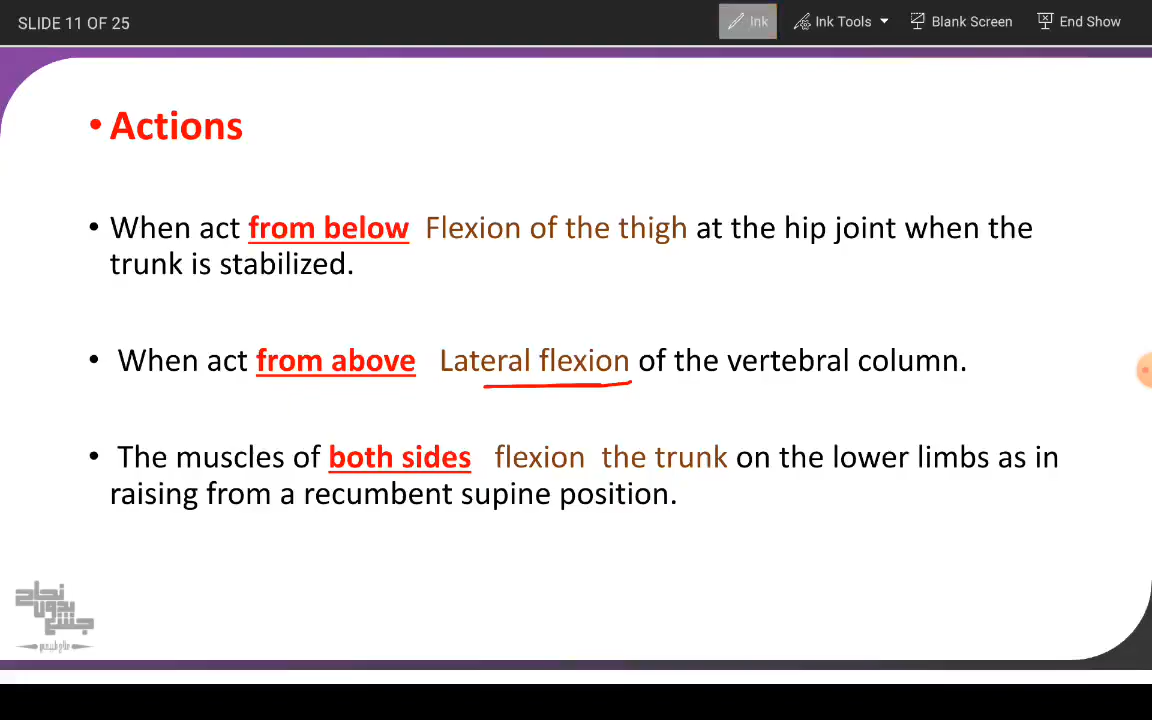 SLIDE 11 OF 25
Ink
Ink Tools
Blank Screen
End Show
• Actions
• When act from below Flexion of the thigh at the hip joint when the
trunk is stabilized.
• When act from above Lateral flexion of the vertebral column.
• The muscles of both sides flexion the trunk on the lower limbs as in
raising from a recumbent supine position.
نجاح
بدون
جشع